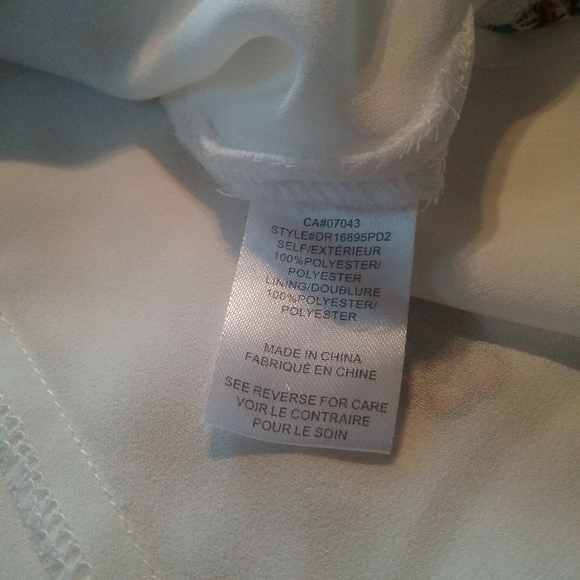 CA#07043
STYLE#DR16895PD2
SELF/EXTÉRIEUR
100%POLYESTER/
POLYESTER
LINING/DOUBLURE
100%POLYESTER/
POLYESTER
MADE IN CHINA
FABRIQUÉ EN CHINE
SEE REVERSE FOR CARE
VOIR LE CONTRAIRE
POUR LE SOIN